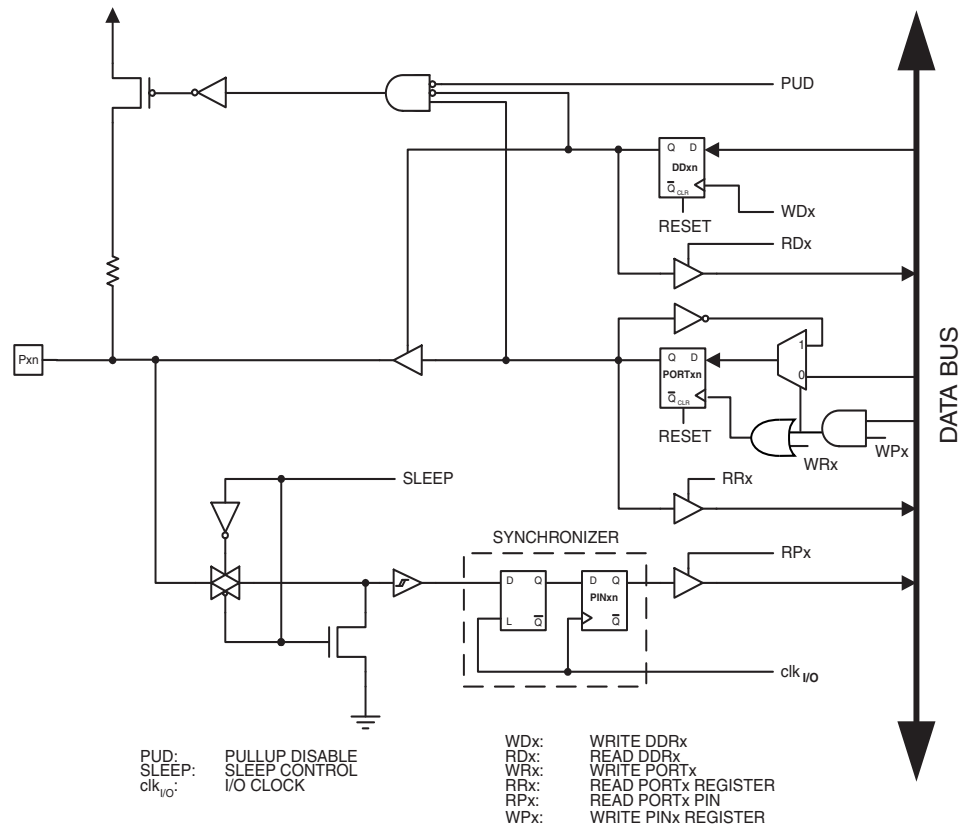 PUD
Q D
DDxn
Q CLR
WDx
RESET
RDx
1
Pxn
Q D
PORTxn
0
Q CLR
RESET
WRx
WPx
DATA BUS
RRx
SLEEP
SYNCHRONIZER
RPx
D Q
L Q
D Q
PINxn
Q
clk I/O
PUD: PULLUP DISABLE
SLEEP: SLEEP CONTROL
clkI/O: I/O CLOCK
WDx: WRITE DDRx
RDx: READ DDRx
WRx: WRITE PORTx
RRx: READ PORTx REGISTER
RPx: READ PORTx PIN
WPx: WRITE PINx REGISTER